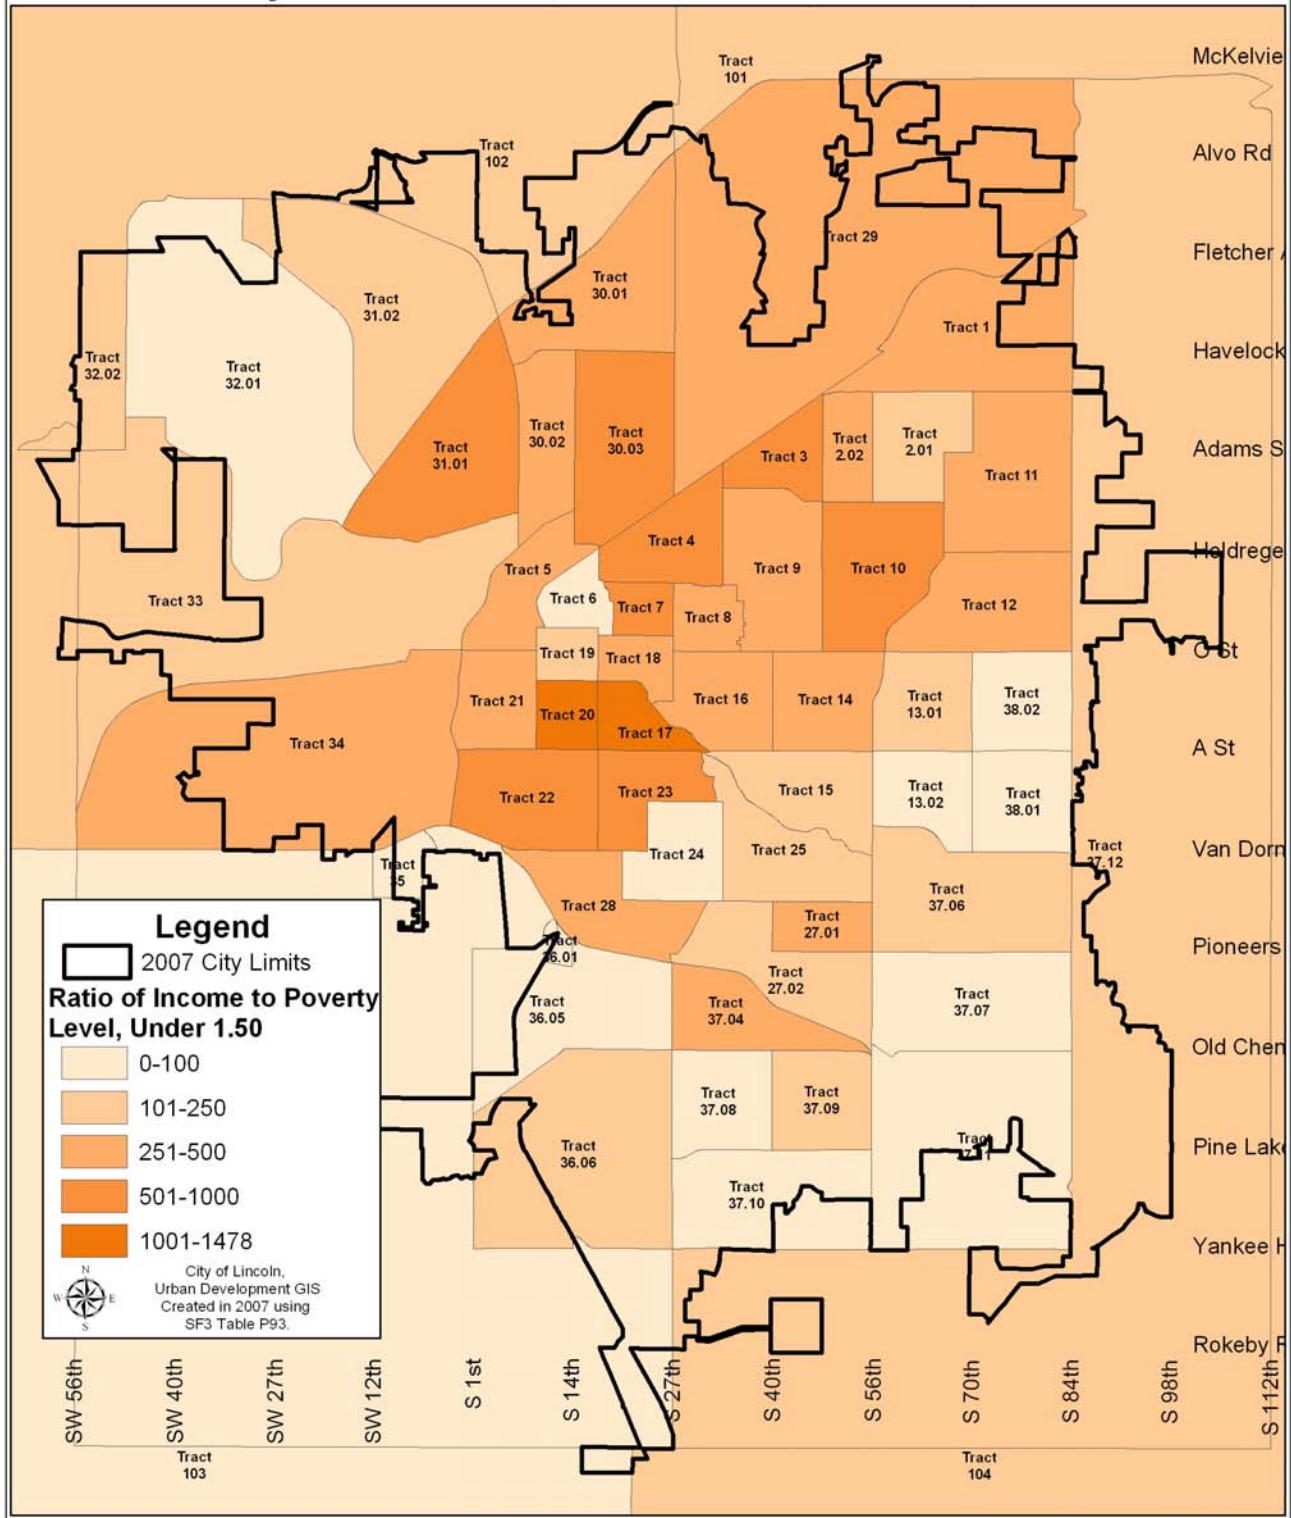 McKelvie
Tract
101
Alvo Rd
Tract
102
Fletcher
Tract 29
Tract
30.01
Tract
31.02
Tract 1
Havelock
Tract
32.02
Tract
32.01
Adams S
Tract
30.02
Tract
30.03
Tract
31.01
Tract 3
Tract
2.02
Tract
2.01
Tract 11
Holdrege
Tract 4
Tract 5
Tract 9
Tract 10
Tract 33
Tract 6
Tract 7
Tract 8
Tract 12
O St
Tract 19
Tract 18
Tract 21
Tract 20
Tract 17
Tract 16
Tract 14
Tract
13.01
Tract
38.02
Tract 34
A St
Tract 22
Tract 23
Tract 15
Tract
13.02
Tract
38.01
Van Dorn
Tract
35
Tract 24
Tract 25
Tract
37.12
Tract 28
Tract
27.01
Tract
37.06
Pioneers
Tract
36.01
Tract
36.05
Tract
27.02
Tract
37.04
Tract
37.07
Old Chen
Tract
37.08
Tract
37.09
Tract
36.06
Pine Lake
Tract
37.10
Yankee H
Rokeby R
Legend
2007 City Limits
Ratio of Income to Poverty
Level, Under 1.50
0-100
101-250
251-500
501-1000
1001-1478
N
W E
S
City of Lincoln,
Urban Development GIS
Created in 2007 using
SF3 Table P93.
SW 56th
SW 40th
SW 27th
SW 12th
S 1st
S 14th
S 27th
S 40th
S 56th
S 70th
S 84th
S 98th
S 112th
Tract
103
Tract
104